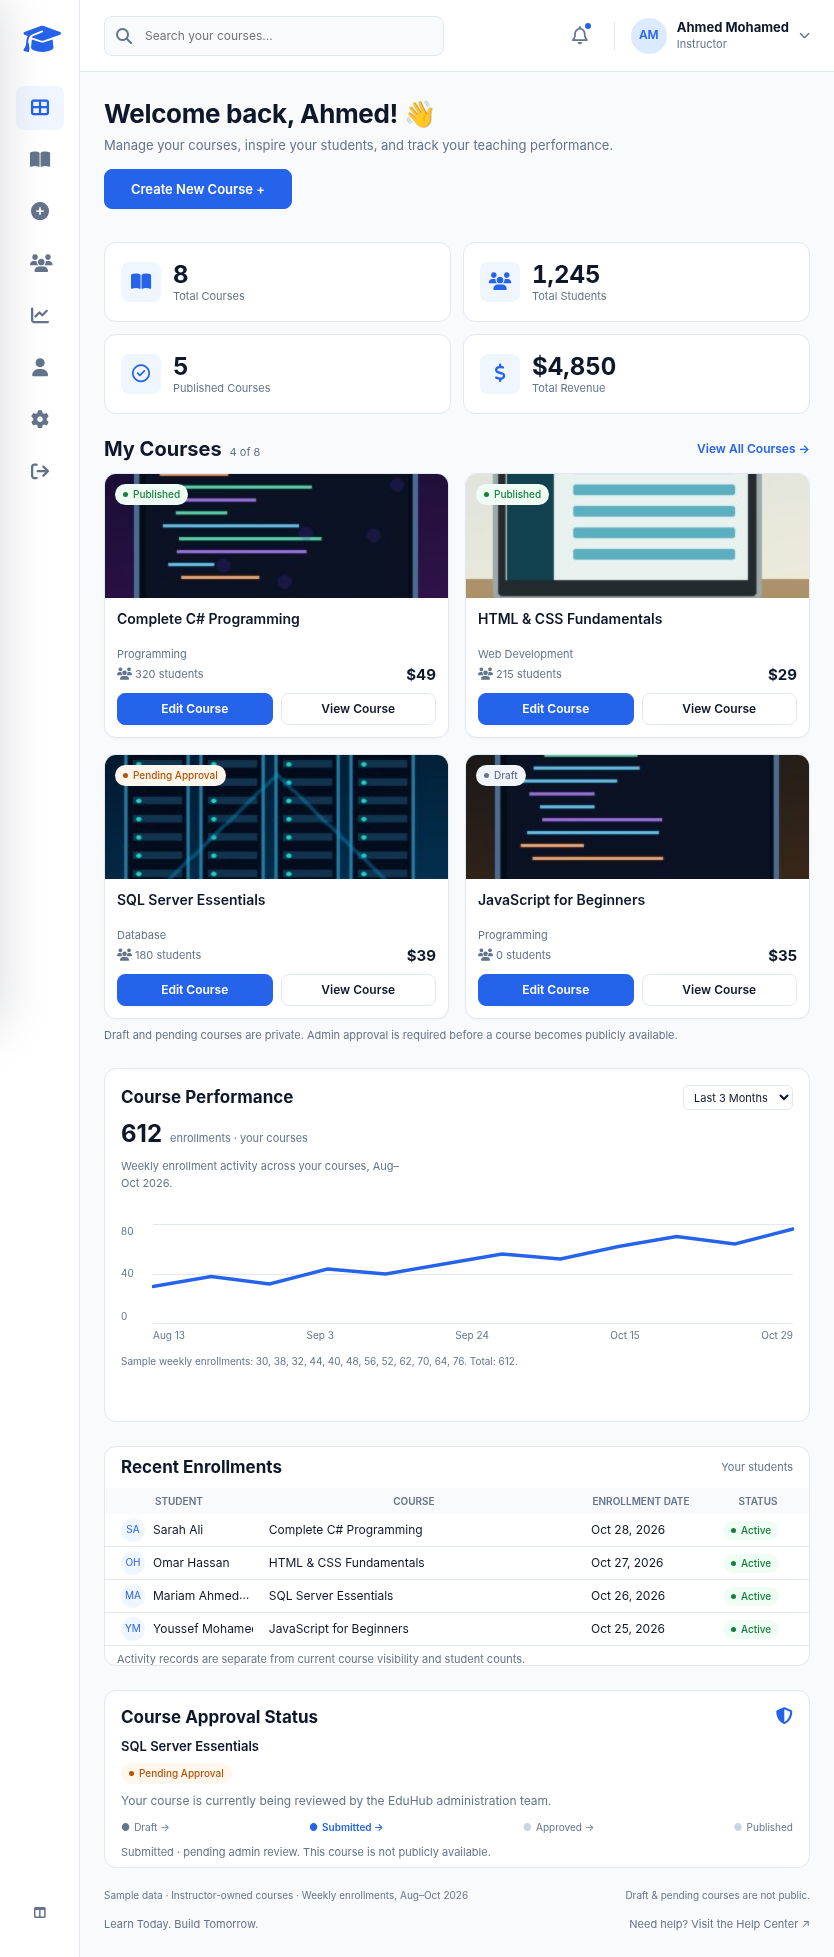 Search your courses...
AM
Ahmed Mohamed
Instructor
Welcome back, Ahmed! 👋
Manage your courses, inspire your students, and track your teaching performance.
Create New Course +
8
Total Courses
1,245
Total Students
5
Published Courses
$4,850
Total Revenue
My Courses 4 of 8
View All Courses →
Published
Complete C# Programming
Programming
320 students
$49
Edit Course
View Course
Published
HTML & CSS Fundamentals
Web Development
215 students
$29
Edit Course
View Course
Pending Approval
SQL Server Essentials
Database
180 students
$39
Edit Course
View Course
Draft
JavaScript for Beginners
Programming
0 students
$35
Edit Course
View Course
Draft and pending courses are private. Admin approval is required before a course becomes publicly available.
Course Performance
Last 3 Months
612 enrollments · your courses
Weekly enrollment activity across your courses, Aug–
Oct 2026.
80
40
0
Aug 13 Sep 3 Sep 24 Oct 15 Oct 29
Sample weekly enrollments: 30, 38, 32, 44, 40, 48, 56, 52, 62, 70, 64, 76. Total: 612.
Recent Enrollments
Your students
STUDENT COURSE ENROLLMENT DATE STATUS
SA Sarah Ali Complete C# Programming Oct 28, 2026 Active
OH Omar Hassan HTML & CSS Fundamentals Oct 27, 2026 Active
MA Mariam Ahmed... SQL Server Essentials Oct 26, 2026 Active
YM Youssef Mohame JavaScript for Beginners Oct 25, 2026 Active
Activity records are separate from current course visibility and student counts.
Course Approval Status
SQL Server Essentials
Pending Approval
Your course is currently being reviewed by the EduHub administration team.
Draft → Submitted → Approved → Published
Submitted · pending admin review. This course is not publicly available.
Sample data · Instructor-owned courses · Weekly enrollments, Aug–Oct 2026
Draft & pending courses are not public.
Learn Today. Build Tomorrow.
Need help? Visit the Help Center ↗